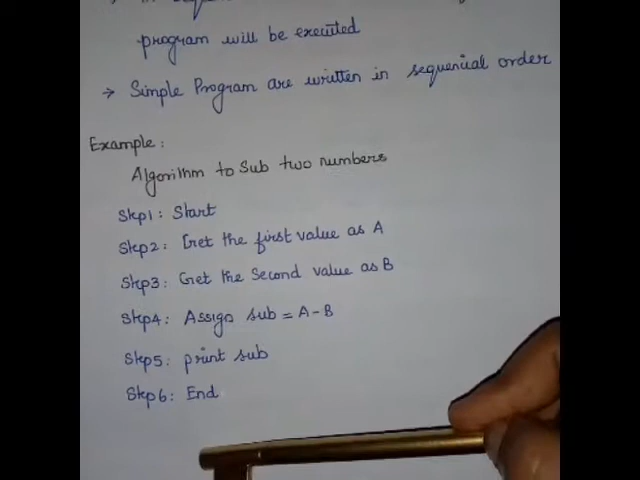 program will be executed
→ Simple Program are written in sequential order
Example:
Algorithm to Sub two numbers
Step1: Start
Step2: Get the first value as A
Step3: Get the Second value as B
Step4: Assign sub = A - B
Step5: print sub
Step6: End